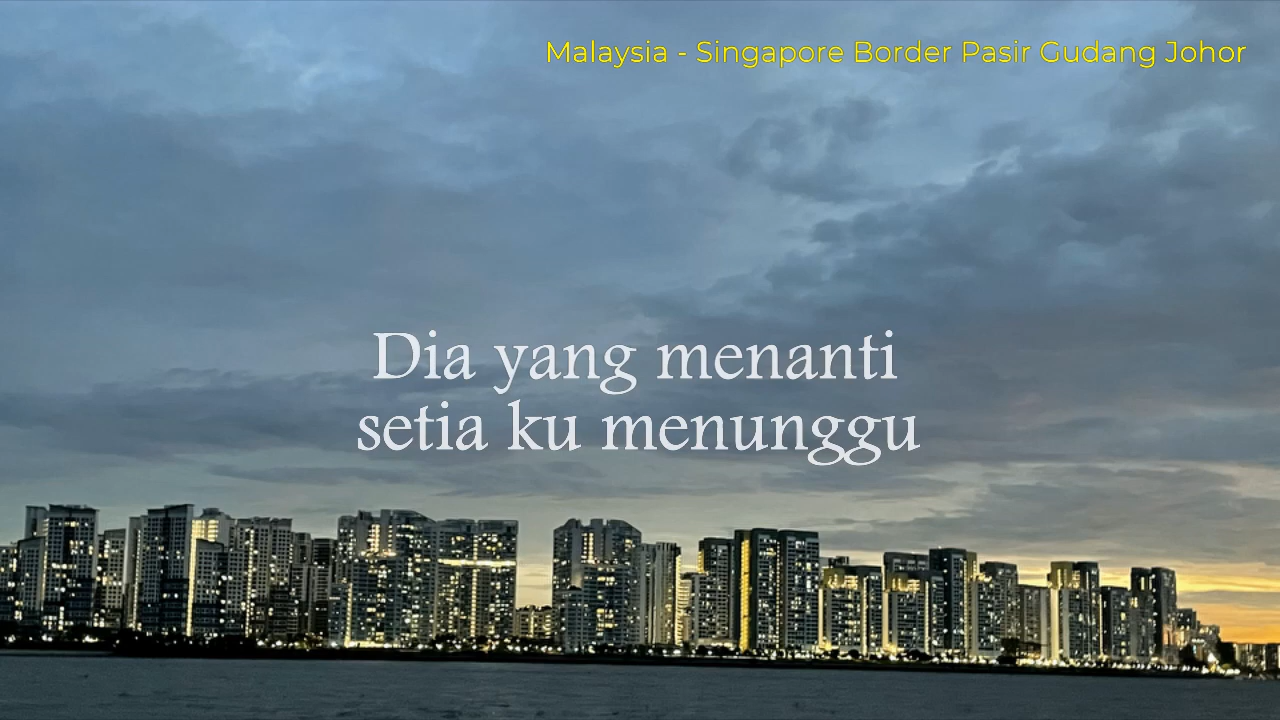 Malaysia - Singapore Border Pasir Gudang Johor
Dia yang menanti
setia ku menunggu